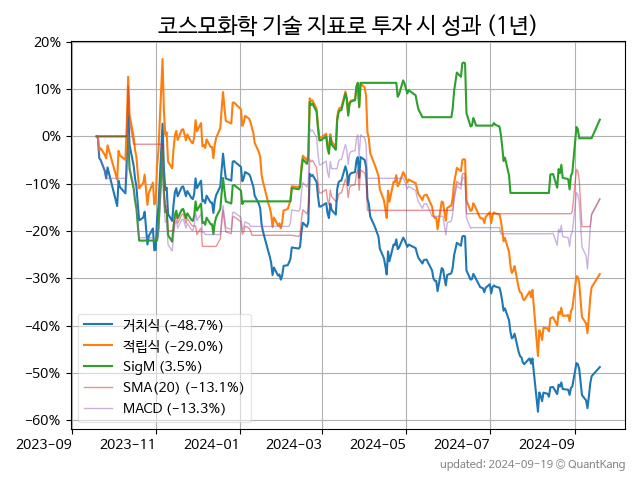 코스모화학 기술 지표로 투자 시 성과 (1년)
20%
10%
0%
−10%
−20%
−30%
−40%
−50%
−60%
거치식 (−48.7%)
적립식 (−29.0%)
SigM (3.5%)
SMA(20) (−13.1%)
MACD (−13.3%)
2023-09 2023-11 2024-01 2024-03 2024-05 2024-07 2024-09
updated: 2024-09-19 © QuantKang